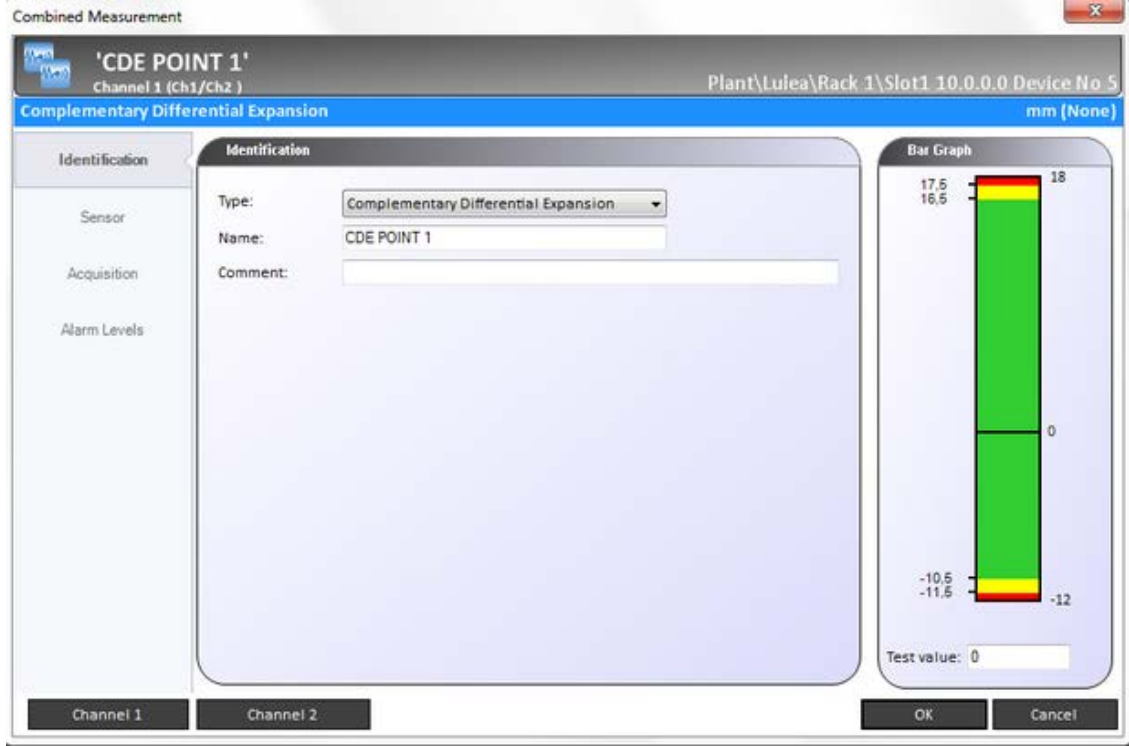 Combined Measurement
'CDE POINT 1'
Channel 1 (Ch1/Ch2 )
Plant\Lulea\Rack 1\Slot1 10.0.0.0 Device No 5
Complementary Differential Expansion
mm (None)
Identification
Sensor
Acquisition
Alarm Levels
Identification
Type: Complementary Differential Expansion
Name: CDE POINT 1
Comment:
Bar Graph
17,5
16,5
18
0
-10,5
-11,5
-12
Test value: 0
Channel 1
Channel 2
OK
Cancel